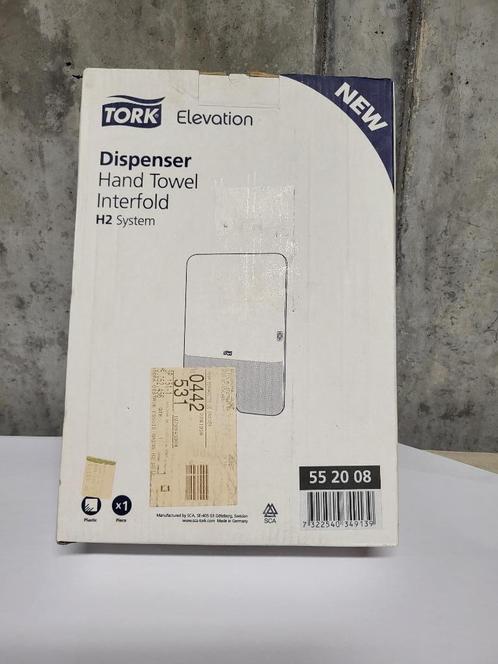 TORK Elevation
NEW
Dispenser
Hand Towel
Interfold
H2 System
TORK
0442
531
55 20 08
Plastic
x1
Piece
Manufactured by SCA, SE-405 03 Göteborg, Sweden
www.sca-tork.com Made in Germany
SCA
7 322540 349139